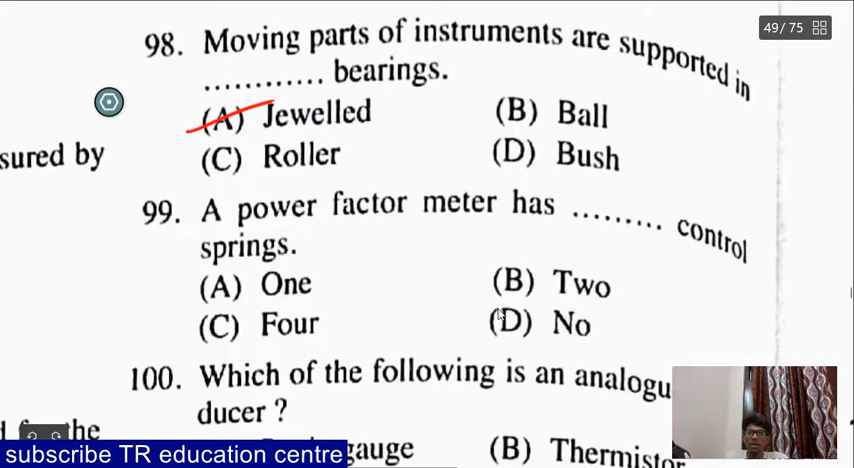 49/75
98. Moving parts of instruments are supported in
............ bearings.
(A) Jewelled (B) Ball
sured by
(C) Roller (D) Bush
99. A power factor meter has ......... control
springs.
(A) One (B) Two
(C) Four (D) No
100. Which of the following is an analogu
ducer ?
the
gauge (B) Thermistor
subscribe TR education centre